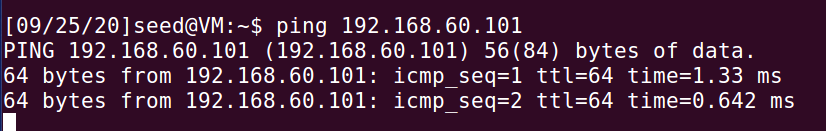 [09/25/20]seed@VM:~$ ping 192.168.60.101
PING 192.168.60.101 (192.168.60.101) 56(84) bytes of data.
64 bytes from 192.168.60.101: icmp_seq=1 ttl=64 time=1.33 ms
64 bytes from 192.168.60.101: icmp_seq=2 ttl=64 time=0.642 ms